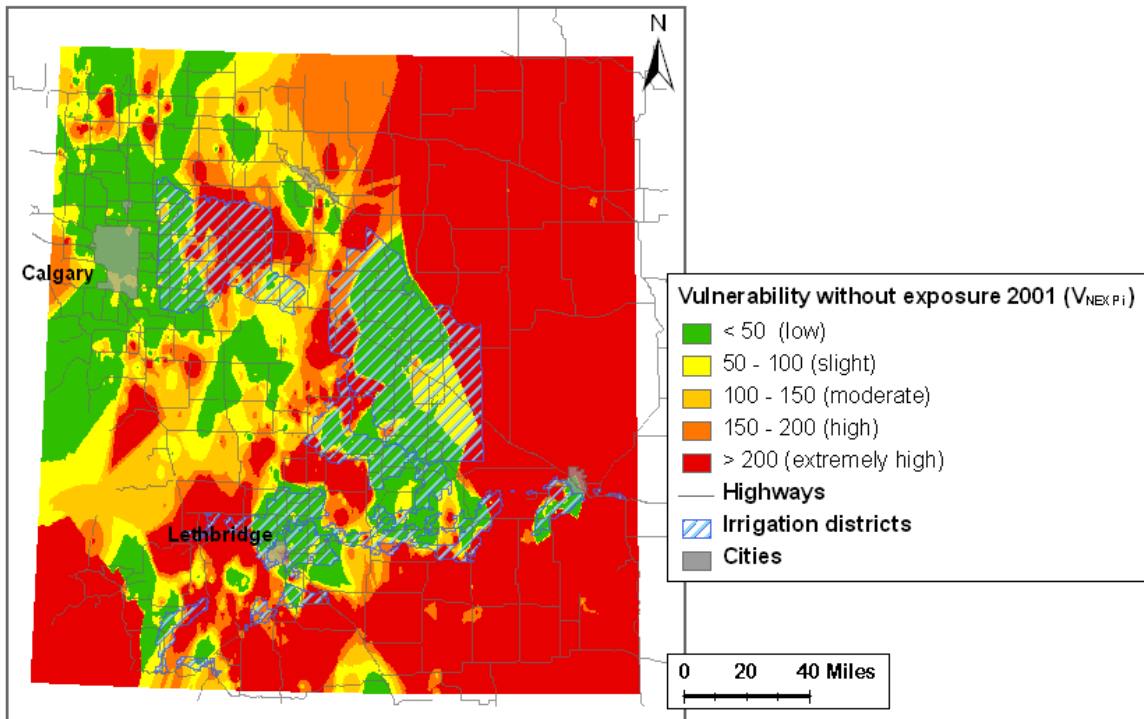 N
Calgary
Lethbridge
Vulnerability without exposure 2001 (VNEXPi)
< 50 (low)
50 - 100 (slight)
100 - 150 (moderate)
150 - 200 (high)
> 200 (extremely high)
Highways
Irrigation districts
Cities
0 20 40 Miles